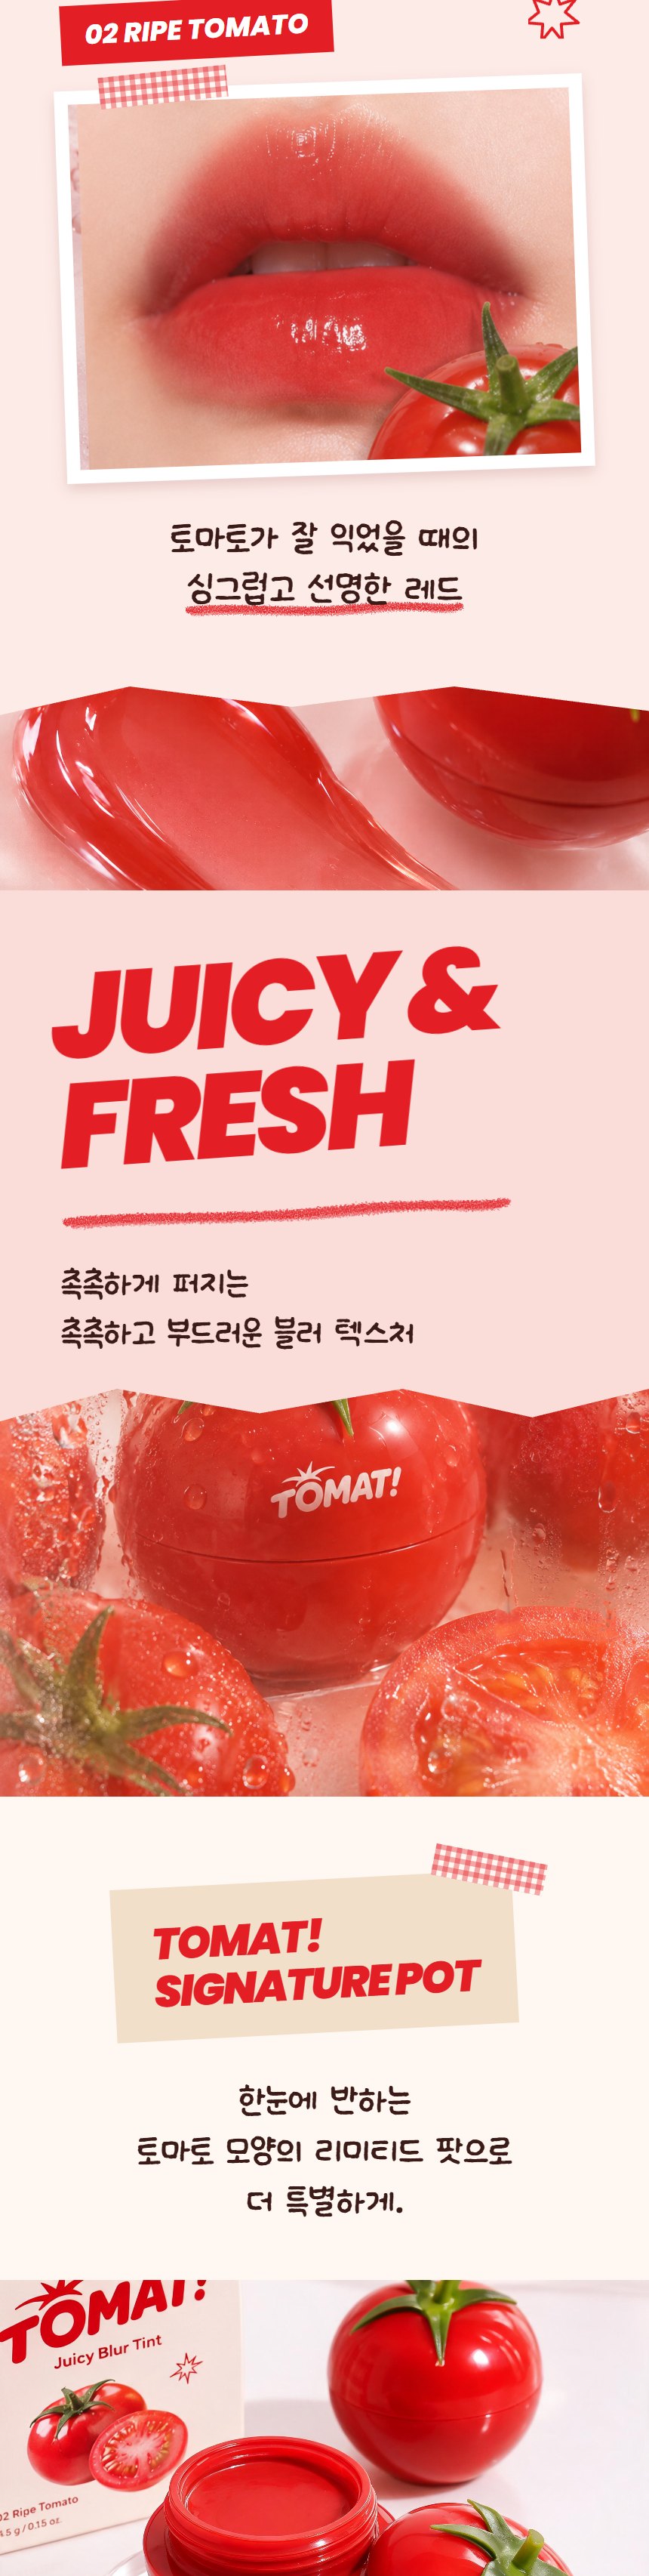 02 RIPE TOMATO
토마토가 잘 익었을 때의
싱그럽고 선명한 레드
JUICY &
FRESH
촉촉하게 퍼지는
촉촉하고 부드러운 블러 텍스처
TOMAT!
TOMAT!
SIGNATURE POT
한눈에 반하는
토마토 모양의 리미티드 팟으로
더 특별하게.
TOMAT!
Juicy Blur Tint
02 Ripe Tomato
4.5 g / 0.15 oz.